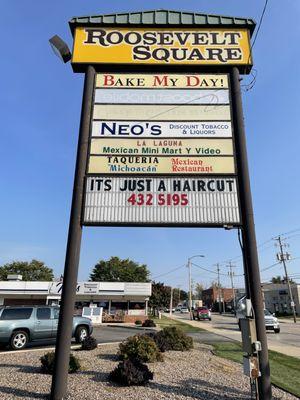 ROOSEVELT
SQUARE
BAKE MY DAY!
NEO'S DISCOUNT TOBACCO
& LIQUORS
LA LAGUNA
Mexican Mini Mart Y Video
TAQUERIA Mexican
Michoacán Restaurant
ITS JUST A HAIRCUT
432 5195